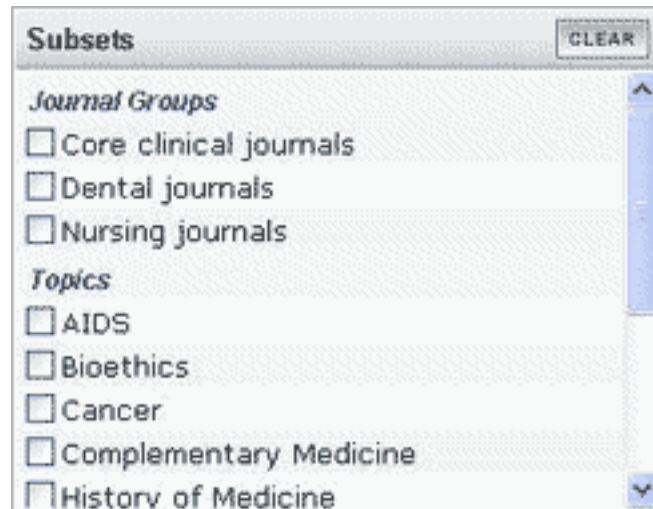 Subsets CLEAR
Journal Groups
Core clinical journals
Dental journals
Nursing journals
Topics
AIDS
Bioethics
Cancer
Complementary Medicine
History of Medicine